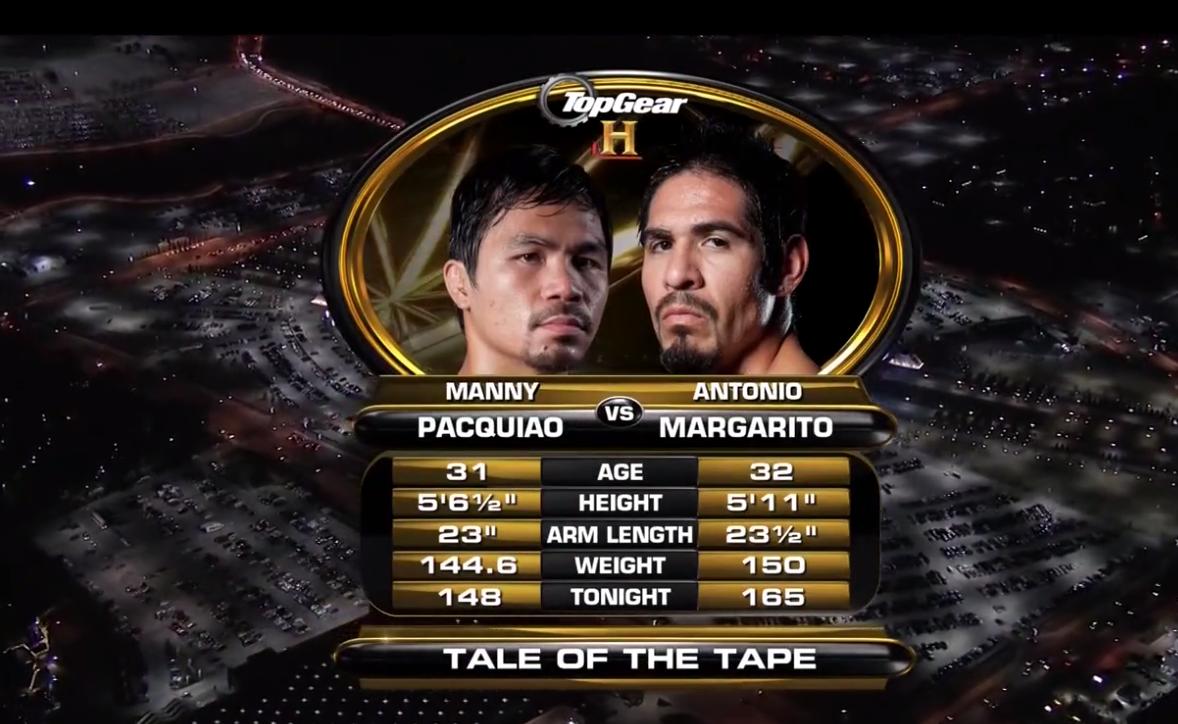 TopGear
H
MANNY VS ANTONIO
PACQUIAO MARGARITO
31 AGE 32
5'6½" HEIGHT 5'11"
23" ARM LENGTH 23½"
144.6 WEIGHT 150
148 TONIGHT 165
TALE OF THE TAPE